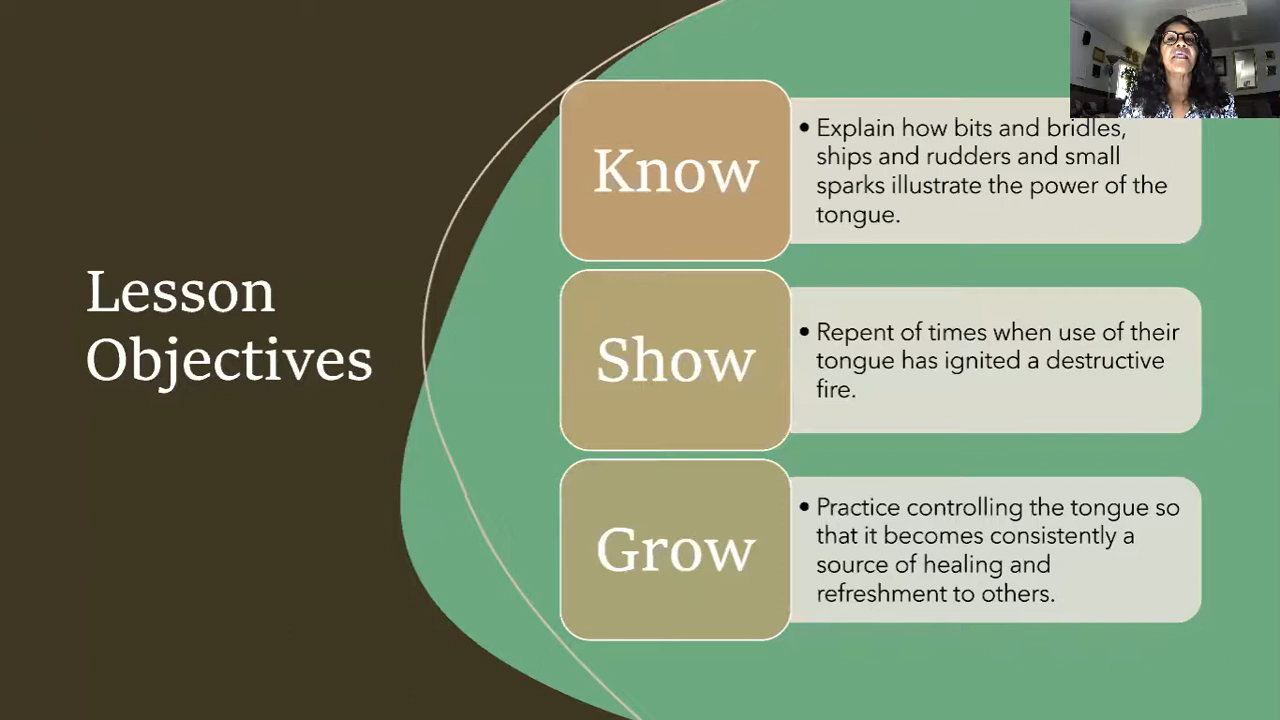 Lesson
Objectives
Know
• Explain how bits and bridles,
ships and rudders and small
sparks illustrate the power of the
tongue.
Show
• Repent of times when use of their
tongue has ignited a destructive
fire.
Grow
• Practice controlling the tongue so
that it becomes consistently a
source of healing and
refreshment to others.